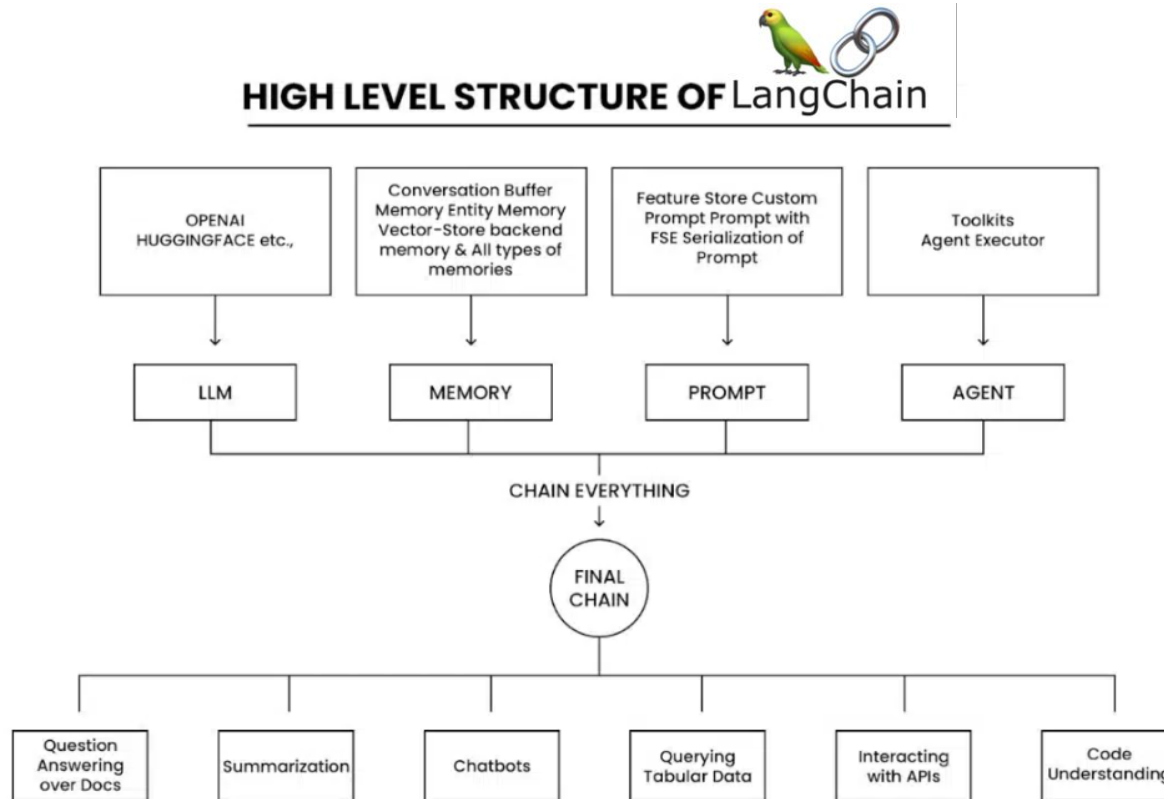 HIGH LEVEL STRUCTURE OF LangChain
OPENAI
HUGGINGFACE etc.,
Conversation Buffer
Memory Entity Memory
Vector-Store backend
memory & All types of
memories
Feature Store Custom
Prompt Prompt with
FSE Serialization of
Prompt
Toolkits
Agent Executor
LLM
MEMORY
PROMPT
AGENT
CHAIN EVERYTHING
FINAL
CHAIN
Question
Answering
over Docs
Summarization
Chatbots
Querying
Tabular Data
Interacting
with APIs
Code
Understanding